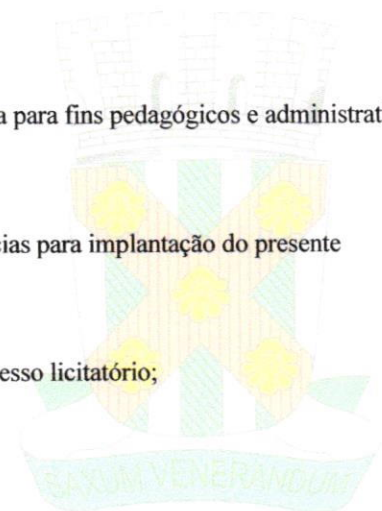 a para fins pedagógicos e administrat
ias para implantação do presente
esso licitatório;
SAXUM VENERANDUM